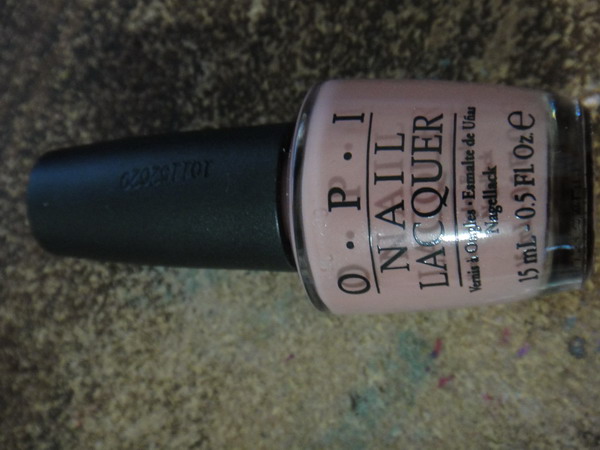 O·P·I
NAIL
LACQUER
Vernis à Ongles · Esmalte de Uñas
Nagellack
15 mL - 0.5 Fl Oz. e